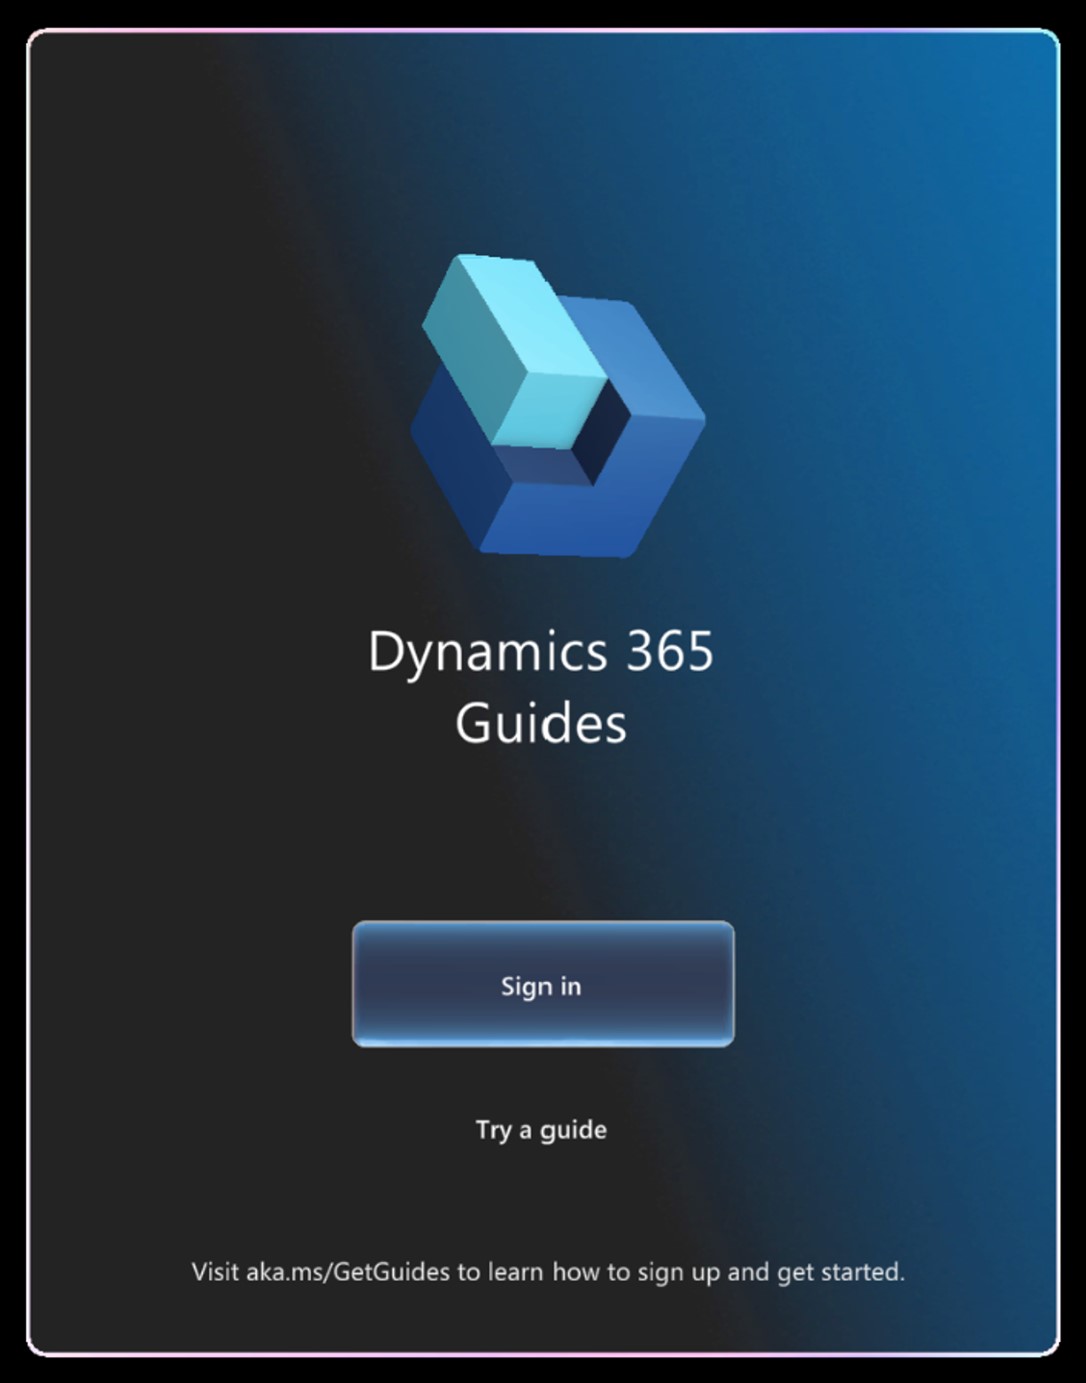 Dynamics 365
Guides
Sign in
Try a guide
Visit aka.ms/GetGuides to learn how to sign up and get started.